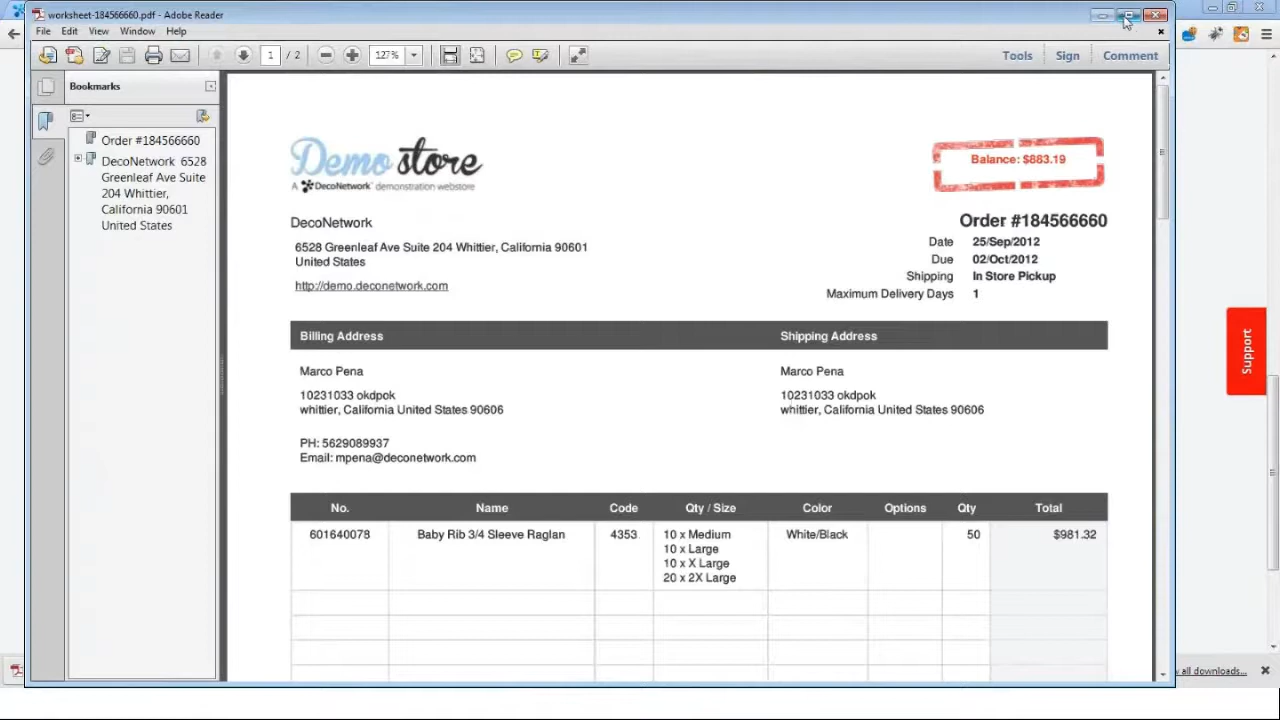 worksheet-184566660.pdf - Adobe Reader
File Edit View Window Help
1 / 2 127% Tools Sign Comment
Bookmarks
Order #184566660
DecoNetwork 6528
Greenleaf Ave Suite
204 Whittier,
California 90601
United States
Demo store
A DecoNetwork demonstration webstore
Balance: $883.19
DecoNetwork
6528 Greenleaf Ave Suite 204 Whittier, California 90601
United States
http://demo.deconetwork.com
Order #184566660
Date 25/Sep/2012
Due 02/Oct/2012
Shipping In Store Pickup
Maximum Delivery Days 1
Billing Address Shipping Address
Marco Pena Marco Pena
10231033 okdpok 10231033 okdpok
whittier, California United States 90606 whittier, California United States 90606
PH: 5629089937
Email: mpena@deconetwork.com
No. Name Code Qty / Size Color Options Qty Total
601640078 Baby Rib 3/4 Sleeve Raglan 4353 10 x Medium White/Black 50 $981.32
10 x Large
10 x X Large
20 x 2X Large
Support
all downloads...